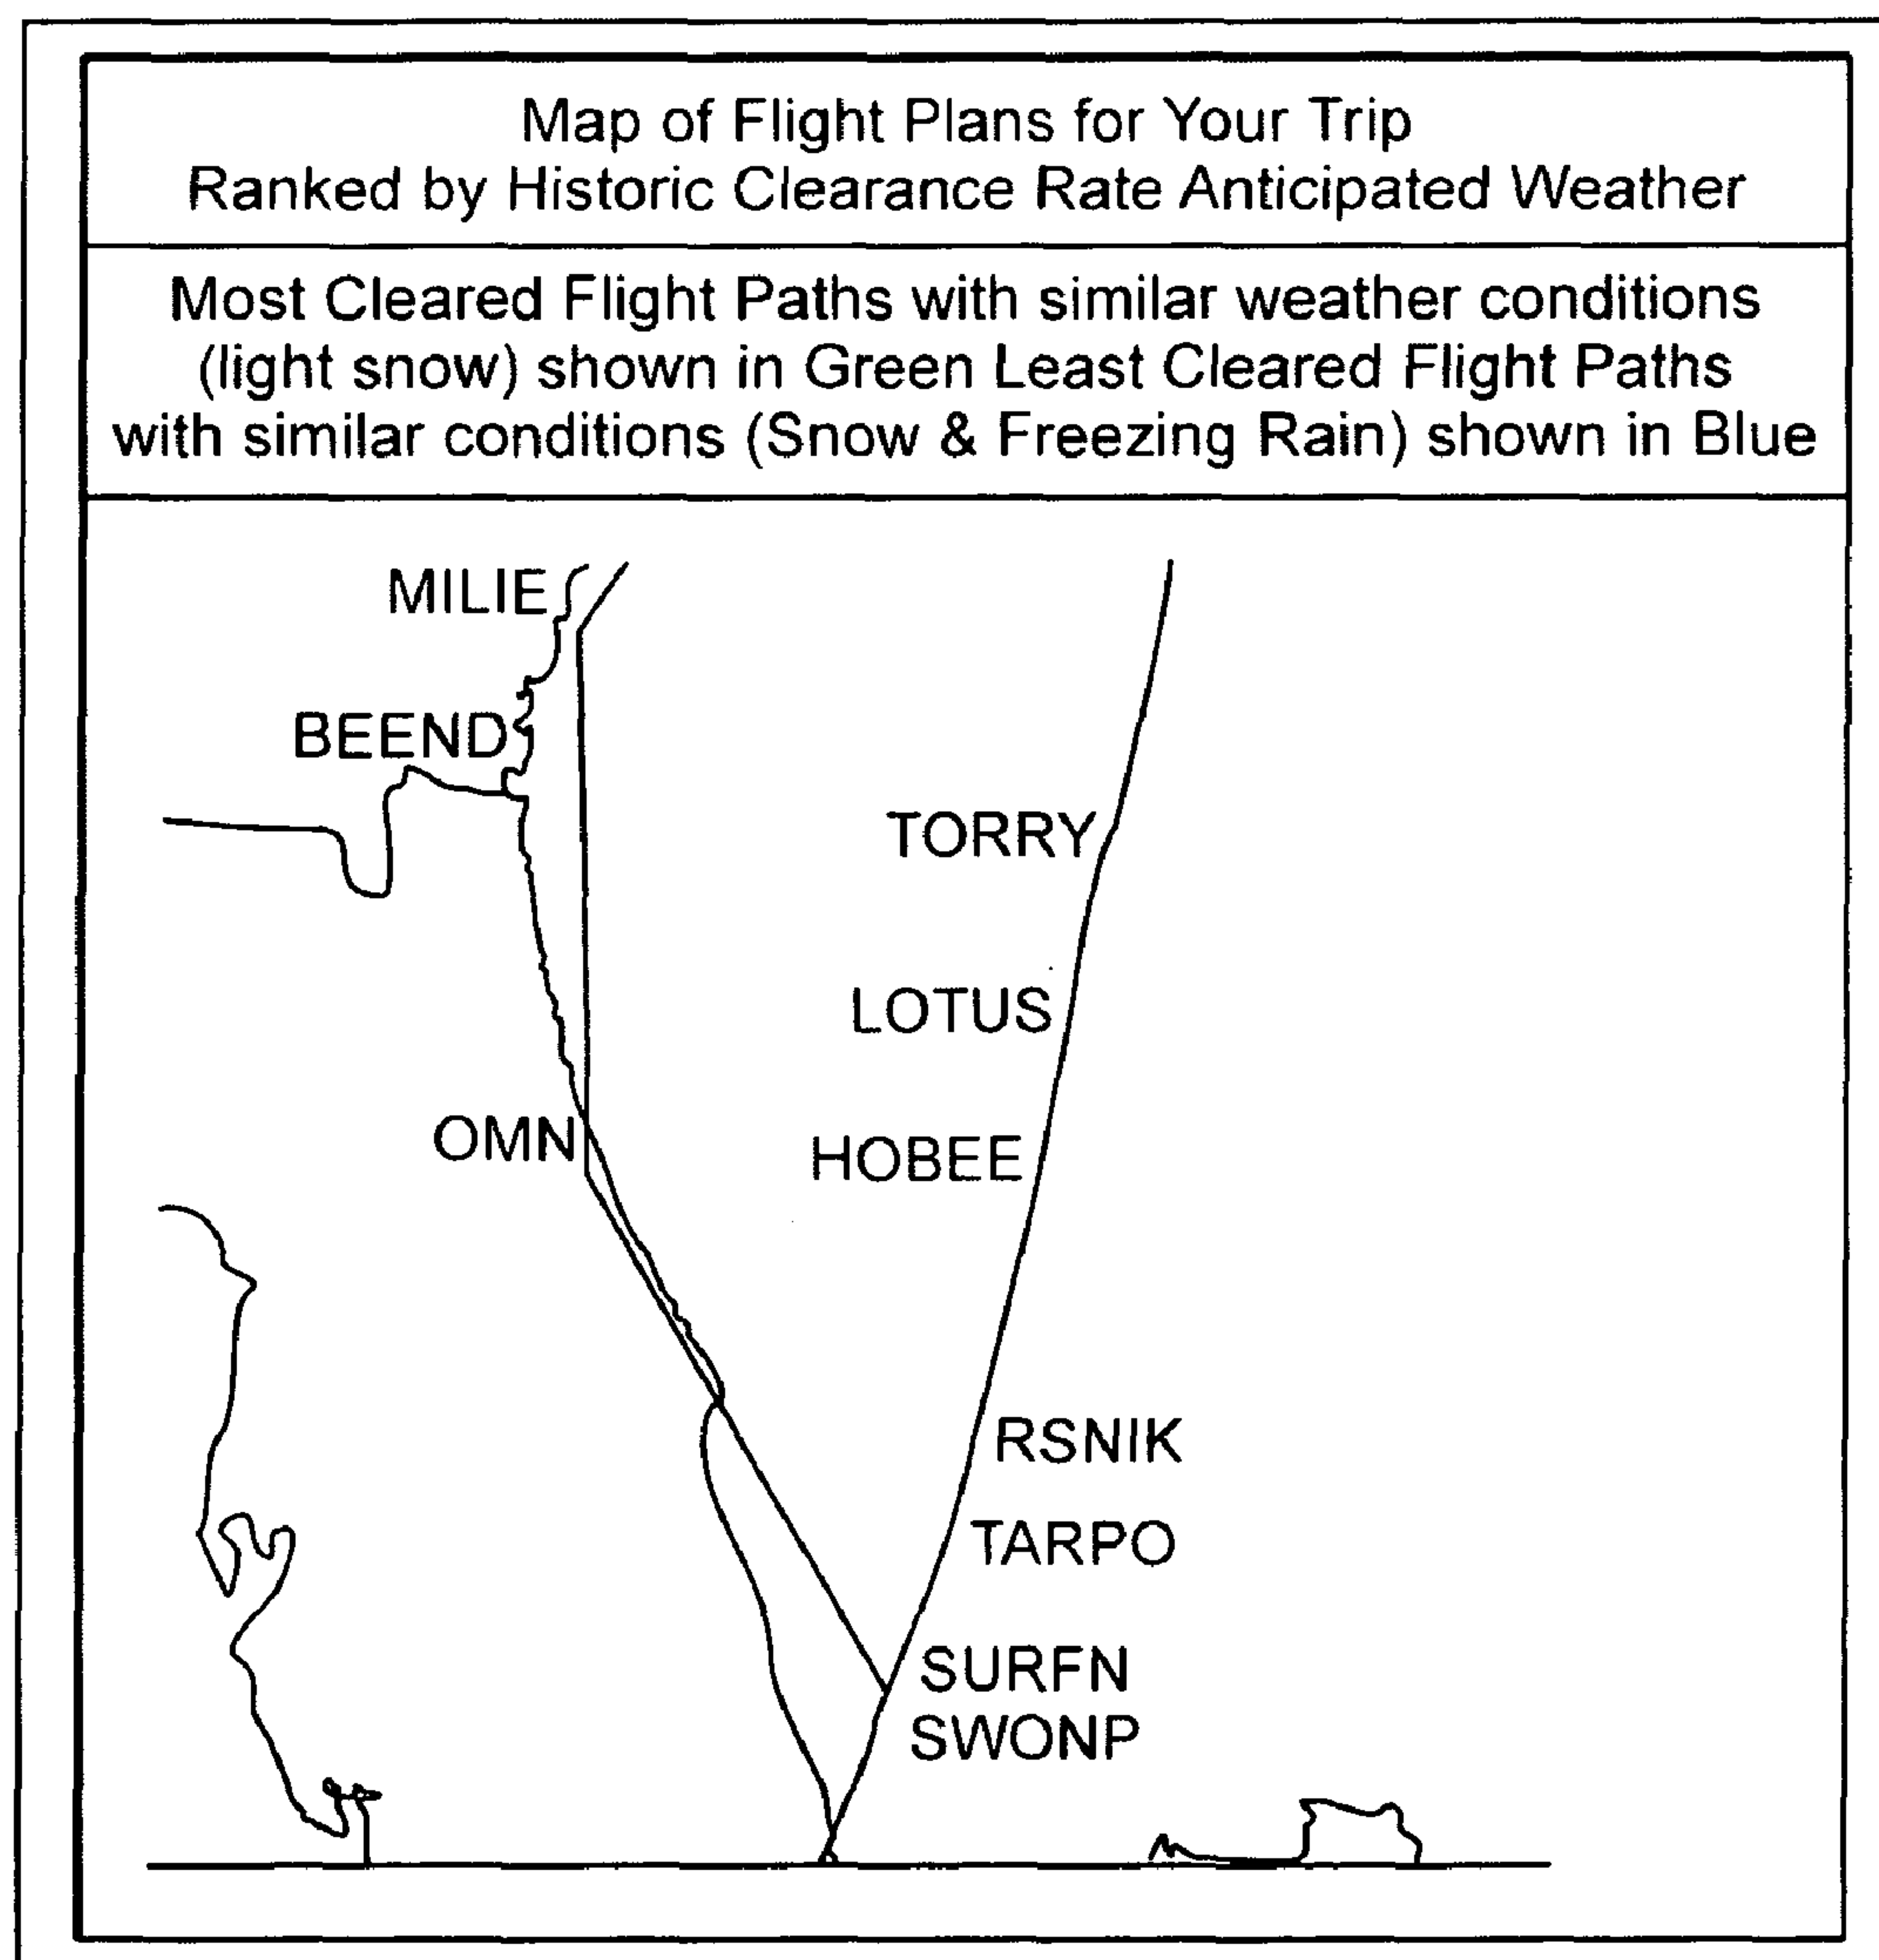 Map of Flight Plans for Your Trip
Ranked by Historic Clearance Rate Anticipated Weather
Most Cleared Flight Paths with similar weather conditions
(light snow) shown in Green Least Cleared Flight Paths
with similar conditions (Snow & Freezing Rain) shown in Blue
MILIE
BEEND
TORRY
LOTUS
OMN
HOBEE
RSNIK
TARPO
SURFN
SWONP